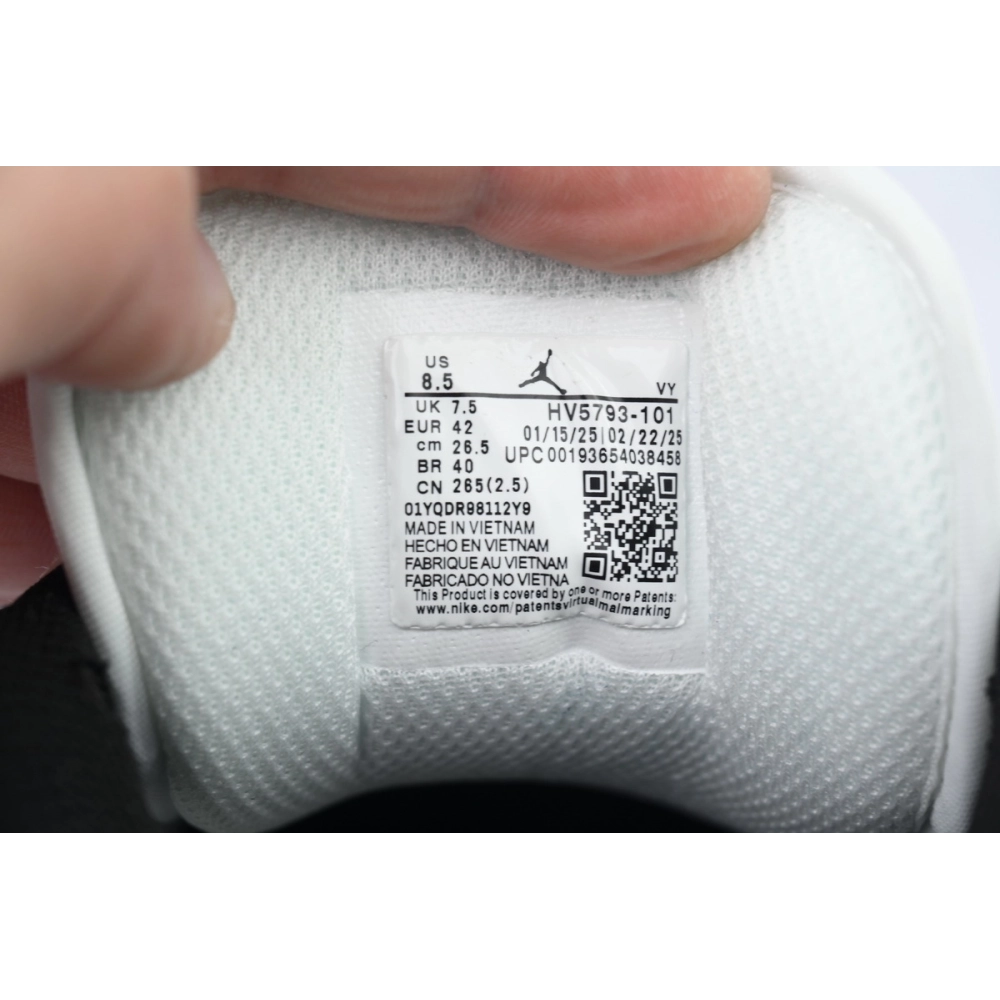 US
8.5
VY
UK 7.5
HV5793-101
EUR 42
01/15/25|02/22/25
cm 26.5
UPC 00193654038458
BR 40
CN 265(2.5)
01YQDR98112Y9
MADE IN VIETNAM
HECHO EN VIETNAM
FABRIQUE AU VIETNAM
FABRICADO NO VIETNA
This Product is covered by one or more Patents:
www.nike.com/patentsvirtualmalmarking